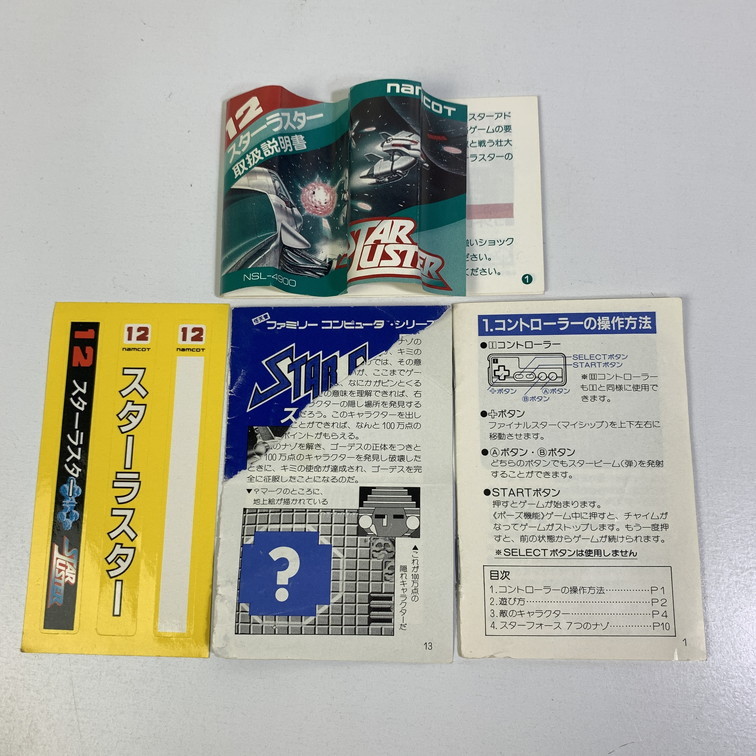 12
スターラスター
取扱説明書
namcot
NSL-4900
STAR
LUSTER
スターアド
ゲームの要
と戦う壮大
ラスターの
ショック
さい。
ください。
1
12
スターラスター
STAR
LUSTER
12
namcot
スターラスター
12
namcot
ファミリー コンピュータ・シリーズ
STAR
ナゾの
キミの
では、その意
が、ここまでゲー
なにカがピンとくる
の意味を理解できれば、右
ラクターの隠し場所を発見する
だろう。このキャラクターを出し
ことができれば、なんと100万点
ポイントがもらえる。
のナゾを解き、ゴーデスの正体をつきと
100万点のキャラクターを発見し破壊した
ときに、キミの使命が達成され、ゴーデスを完
全に征服したことになるのだ。
▼マークのところに、
地上絵が描かれている
?
▲これが100万点の
隠れキャラクターだ
13
1.コントローラーの操作方法
●Ⅰコントローラー
SELECTボタン
STARTボタン
✛ボタン
Ⓐボタン
Ⓑボタン
※Ⅱコントローラー
もⅠと同様に使用で
きます。
●✛ボタン
ファイナルスター(マイシップ)を上下左右に
移動させます。
●Ⓐボタン・Ⓑボタン
どちらのボタンでもスタービーム(弾)を発射
することができます。
●STARTボタン
押すとゲームが始まります。
《ポーズ機能》ゲーム中に押すと、チャイムが
なってゲームがストップします。もう一度押
すと、前の状態からゲームが続けられます。
※SELECTボタンは使用しません
目次
1.コントローラーの操作方法………P1
2.遊び方………P2
3.敵のキャラクター………P4
4.スターフォース 7つのナゾ………P10
1